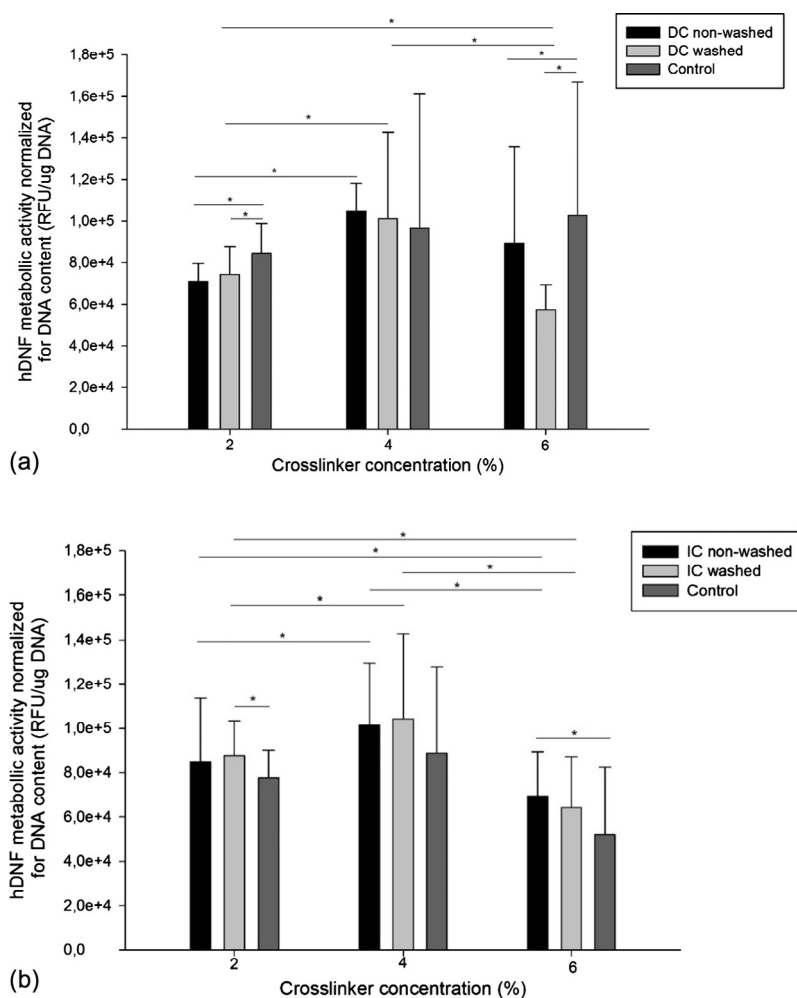 DC non-washed
DC washed
Control
* 
*
*
*
*
*
*
*
hDNF metabollic activity normalized
for DNA content (RFU/ug DNA)
1,8e+5
1,6e+5
1,4e+5
1,2e+5
1,0e+5
8,0e+4
6,0e+4
4,0e+4
2,0e+4
0,0
2
4
6
Crosslinker concentration (%)
(a)
IC non-washed
IC washed
Control
*
*
*
*
*
*
*
*
hDNF metabollic activity normalized
for DNA content (RFU/ug DNA)
1,8e+5
1,6e+5
1,4e+5
1,2e+5
1,0e+5
8,0e+4
6,0e+4
4,0e+4
2,0e+4
0,0
2
4
6
Crosslinker concentration (%)
(b)